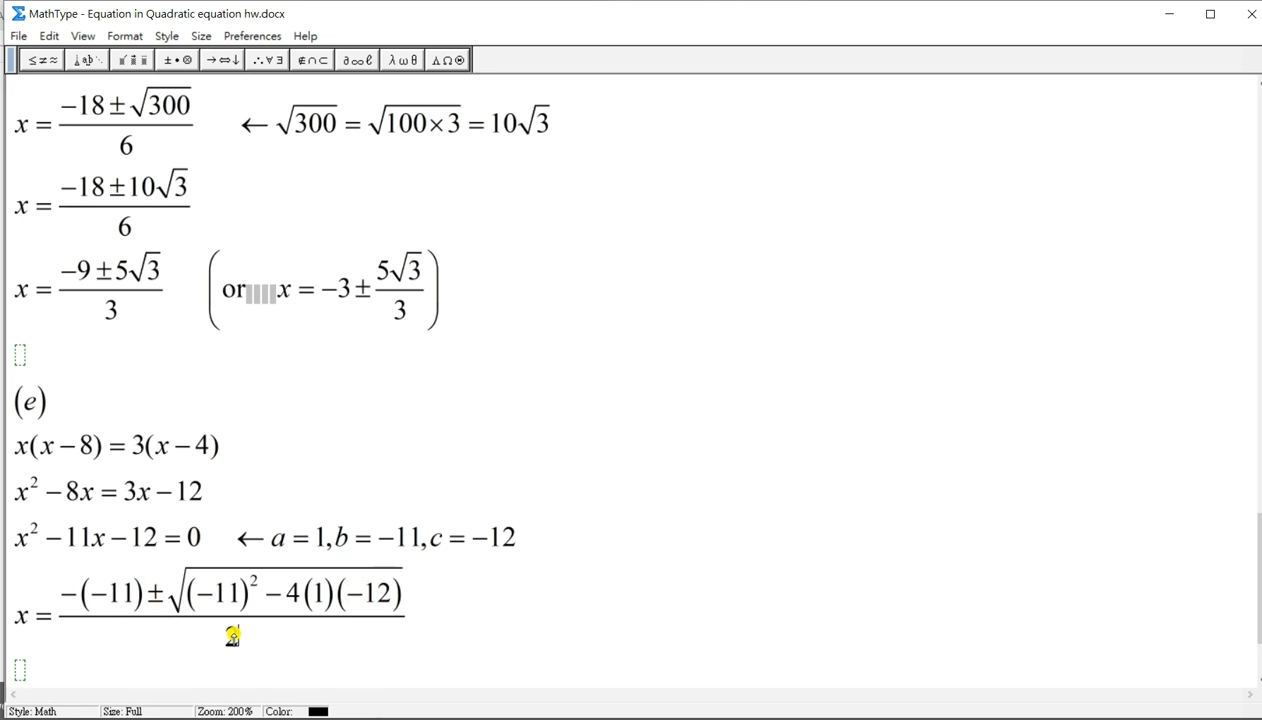 MathType - Equation in Quadratic equation hw.docx
File Edit View Format Style Size Preferences Help
≤≠≈ →⇔↓ ∴∀∃ ∉∩⊂ ∂∞ℓ λωθ ΛΩ⊗
x = (-18 ± √300)/6 ← √300 = √(100×3) = 10√3
x = (-18 ± 10√3)/6
x = (-9 ± 5√3)/3 (or x = -3 ± 5√3/3)
(e)
x(x − 8) = 3(x − 4)
x² − 8x = 3x − 12
x² − 11x − 12 = 0 ← a = 1, b = −11, c = −12
x = (−(−11) ± √((−11)² − 4(1)(−12)))/2
Style: Math Size: Full Zoom: 200% Color: